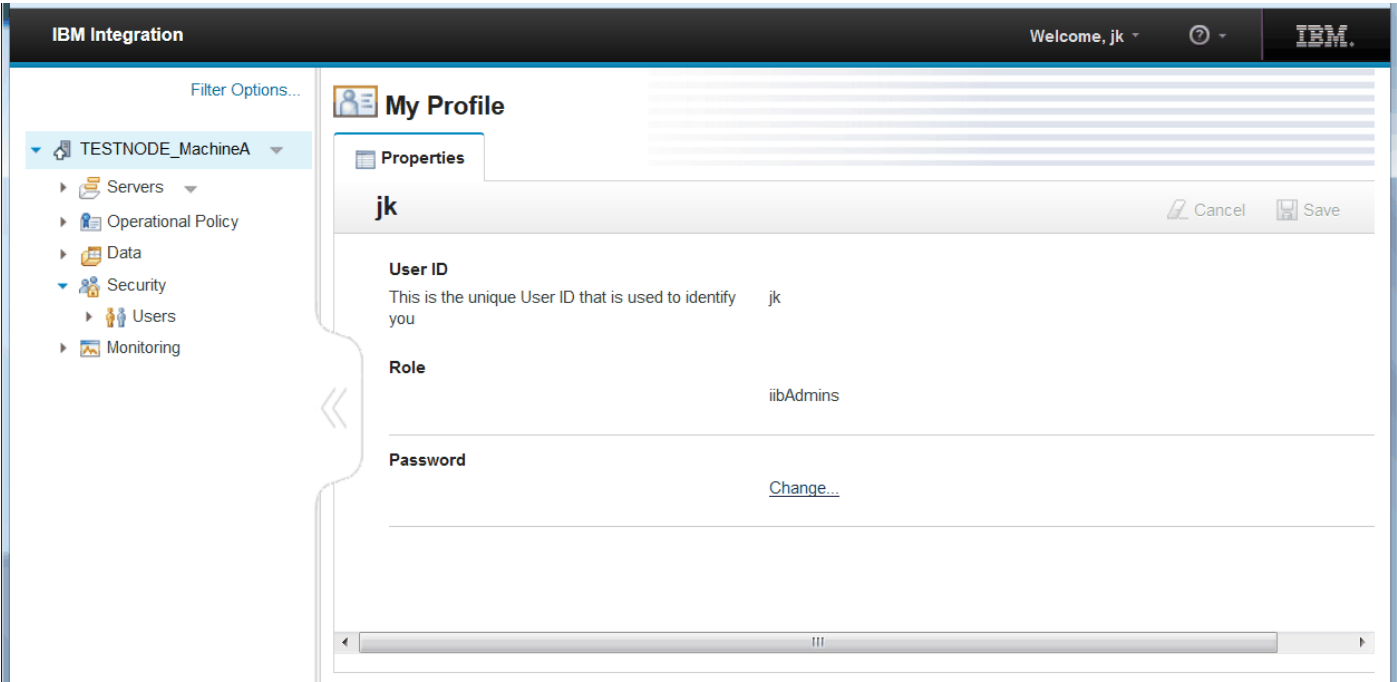 IBM Integration
Welcome, jk
IBM.
Filter Options...
TESTNODE_MachineA
Servers
Operational Policy
Data
Security
Users
Monitoring
My Profile
Properties
jk
Cancel
Save
User ID
This is the unique User ID that is used to identify
you
jk
Role
iibAdmins
Password
Change...